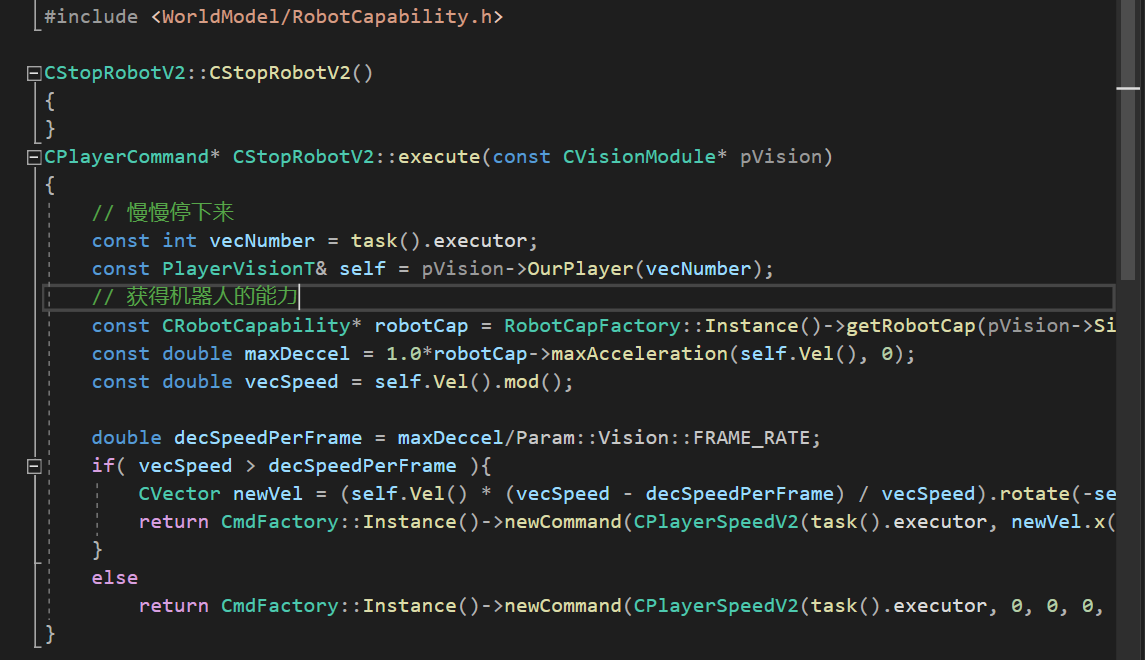 #include <WorldModel/RobotCapability.h>
CStopRobotV2::CStopRobotV2()
{
}
CPlayerCommand* CStopRobotV2::execute(const CVisionModule* pVision)
{
// 慢慢停下来
const int vecNumber = task().executor;
const PlayerVisionT& self = pVision->OurPlayer(vecNumber);
// 获得机器人的能力
const CRobotCapability* robotCap = RobotCapFactory::Instance()->getRobotCap(pVision->Si
const double maxDeccel = 1.0*robotCap->maxAcceleration(self.Vel(), 0);
const double vecSpeed = self.Vel().mod();
double decSpeedPerFrame = maxDeccel/Param::Vision::FRAME_RATE;
if( vecSpeed > decSpeedPerFrame ){
CVector newVel = (self.Vel() * (vecSpeed - decSpeedPerFrame) / vecSpeed).rotate(-se
return CmdFactory::Instance()->newCommand(CPlayerSpeedV2(task().executor, newVel.x(
}
else
return CmdFactory::Instance()->newCommand(CPlayerSpeedV2(task().executor, 0, 0, 0,
}